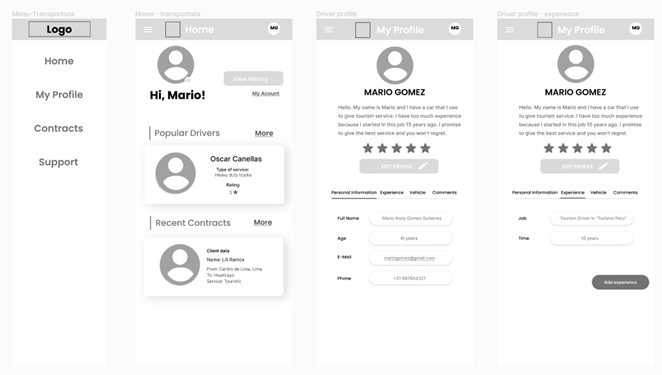 Menu-Transportista
Logo
Home
My Profile
Contracts
Support
Home - transportista
Home
MG
View History
Hi, Mario!
My Acount
Popular Drivers
More
Oscar Canellas
Type of service:
Heavy duty trucks
Rating
5
Recent Contracts
More
Client data
Name: Lili Ramos
From: Cerrito de Lima, Lima
To: Huancayo
Service: Touristic
Driver profile
My Profile
MG
MARIO GOMEZ
Hello. My name is Mario and I have a car that I use
to give tourism service. I have too much experience
because I started in this job 15 years ago. I promise
to give the best service and you won't regret.
EDIT PROFILE
Personal Information
Experience
Vehicle
Comments
Full Name
Mario Andy Gomez Gutierrez
Age
41 years
E-Mail
mariogomez@gmail.com
Phone
+51 987654321
Driver profile - experience
My Profile
MG
MARIO GOMEZ
Hello. My name is Mario and I have a car that I use
to give tourism service. I have too much experience
because I started in this job 15 years ago. I promise
to give the best service and you won't regret.
EDIT PROFILE
Personal Information
Experience
Vehicle
Comments
Job
Tourism Driver in "Turismo Peru"
Time
10 years
Add experience